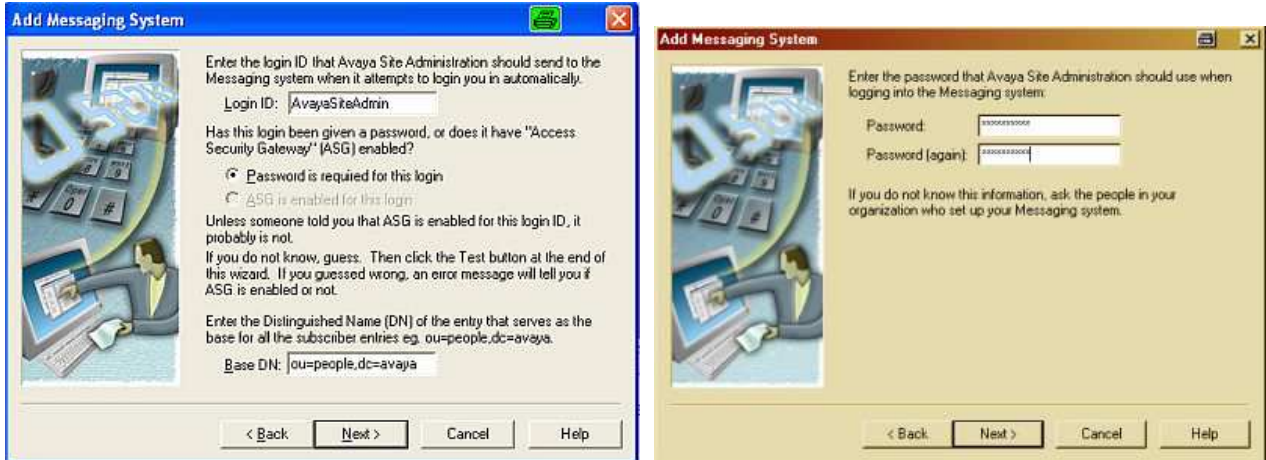 Add Messaging System
Enter the login ID that Avaya Site Administration should send to the
Messaging system when it attempts to login you in automatically.
Login ID: AvayaSiteAdmin
Has this login been given a password, or does it have "Access
Security Gateway" (ASG) enabled?
Password is required for this login
ASG is enabled for this login
Unless someone told you that ASG is enabled for this login ID, it
probably is not.
If you do not know, guess. Then click the Test button at the end of
this wizard. If you guessed wrong, an error message will tell you if
ASG is enabled or not.
Enter the Distinguished Name (DN) of the entry that serves as the
base for all the subscriber entries eg. ou=people,dc=avaya.
Base DN: ou=people,dc=avaya
< Back Next > Cancel Help
Add Messaging System
Enter the password that Avaya Site Administration should use when
logging into the Messaging system:
Password:
Password (again):
If you do not know this information, ask the people in your
organization who set up your Messaging system.
< Back Next > Cancel Help